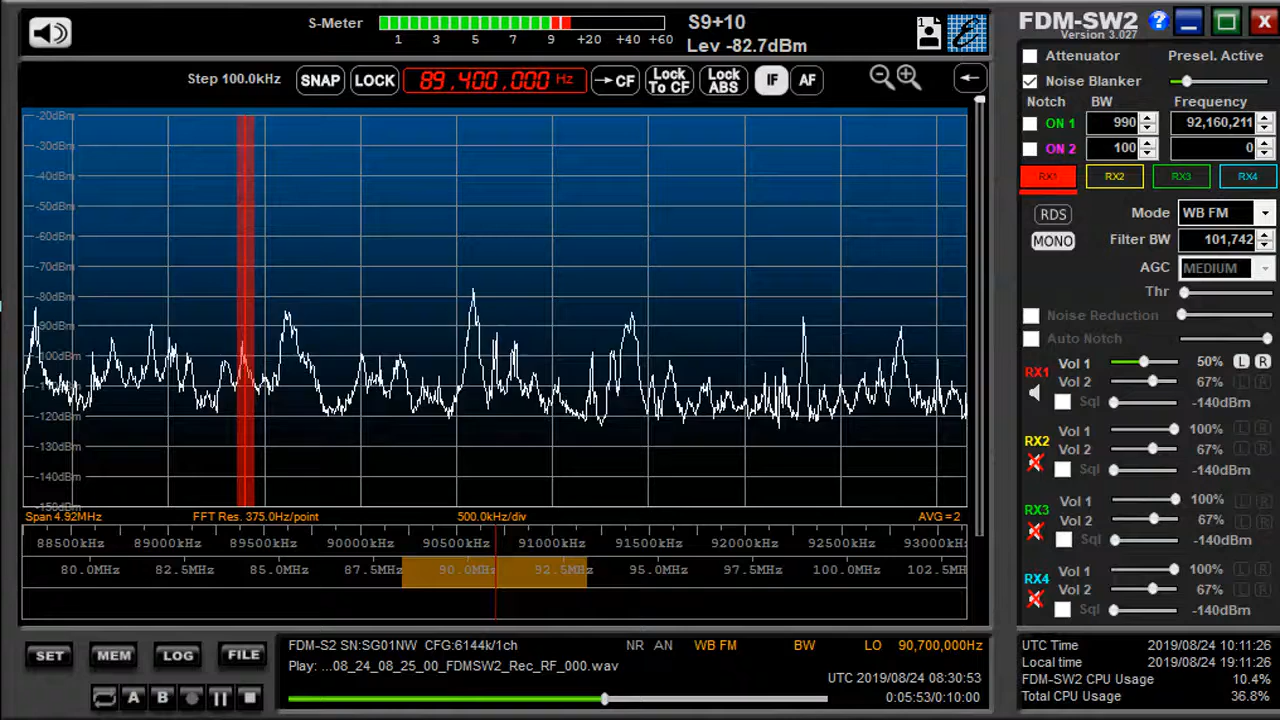 S-Meter
1 3 5 7 9 +20 +40 +60
S9+10
Lev -82.7dBm
1
FDM-SW2
Version 3.027
?
X
Step 100.0kHz
SNAP
LOCK
89,400,000 Hz
→CF
Lock To CF
Lock ABS
IF
AF
Attenuator
Presel. Active
Noise Blanker
Notch BW Frequency
ON 1 990 92,160,211
ON 2 100 0
RX1 RX2 RX3 RX4
RDS Mode WB FM
MONO Filter BW 101,742
AGC MEDIUM
Thr
Noise Reduction
Auto Notch
RX1 Vol 1 50% L R
Vol 2 67% L R
Sql -140dBm
RX2 Vol 1 100% L R
Vol 2 67% L R
Sql -140dBm
RX3 Vol 1 100% L R
Vol 2 67% L R
Sql -140dBm
RX4 Vol 1 100% L R
Vol 2 67% L R
Sql -140dBm
-20dBm
-30dBm
-40dBm
-50dBm
-60dBm
-70dBm
-80dBm
-90dBm
-100dBm
-110dBm
-120dBm
-130dBm
-140dBm
-150dBm
Span 4.92MHz FFT Res. 375.0Hz/point 500.0kHz/div AVG = 2
88500kHz 89000kHz 89500kHz 90000kHz 90500kHz 91000kHz 91500kHz 92000kHz 92500kHz 93000kHz
80.0MHz 82.5MHz 85.0MHz 87.5MHz 90.0MHz 92.5MHz 95.0MHz 97.5MHz 100.0MHz 102.5MHz
SET MEM LOG FILE
A B
FDM-S2 SN:SG01NW CFG:6144k/1ch NR AN WB FM BW LO 90,700,000Hz
Play: ...08_24_08_25_00_FDMSW2_Rec_RF_000.wav
UTC 2019/08/24 08:30:53
0:05:53/0:10:00
UTC Time 2019/08/24 10:11:26
Local time 2019/08/24 19:11:26
FDM-SW2 CPU Usage 10.4%
Total CPU Usage 36.8%